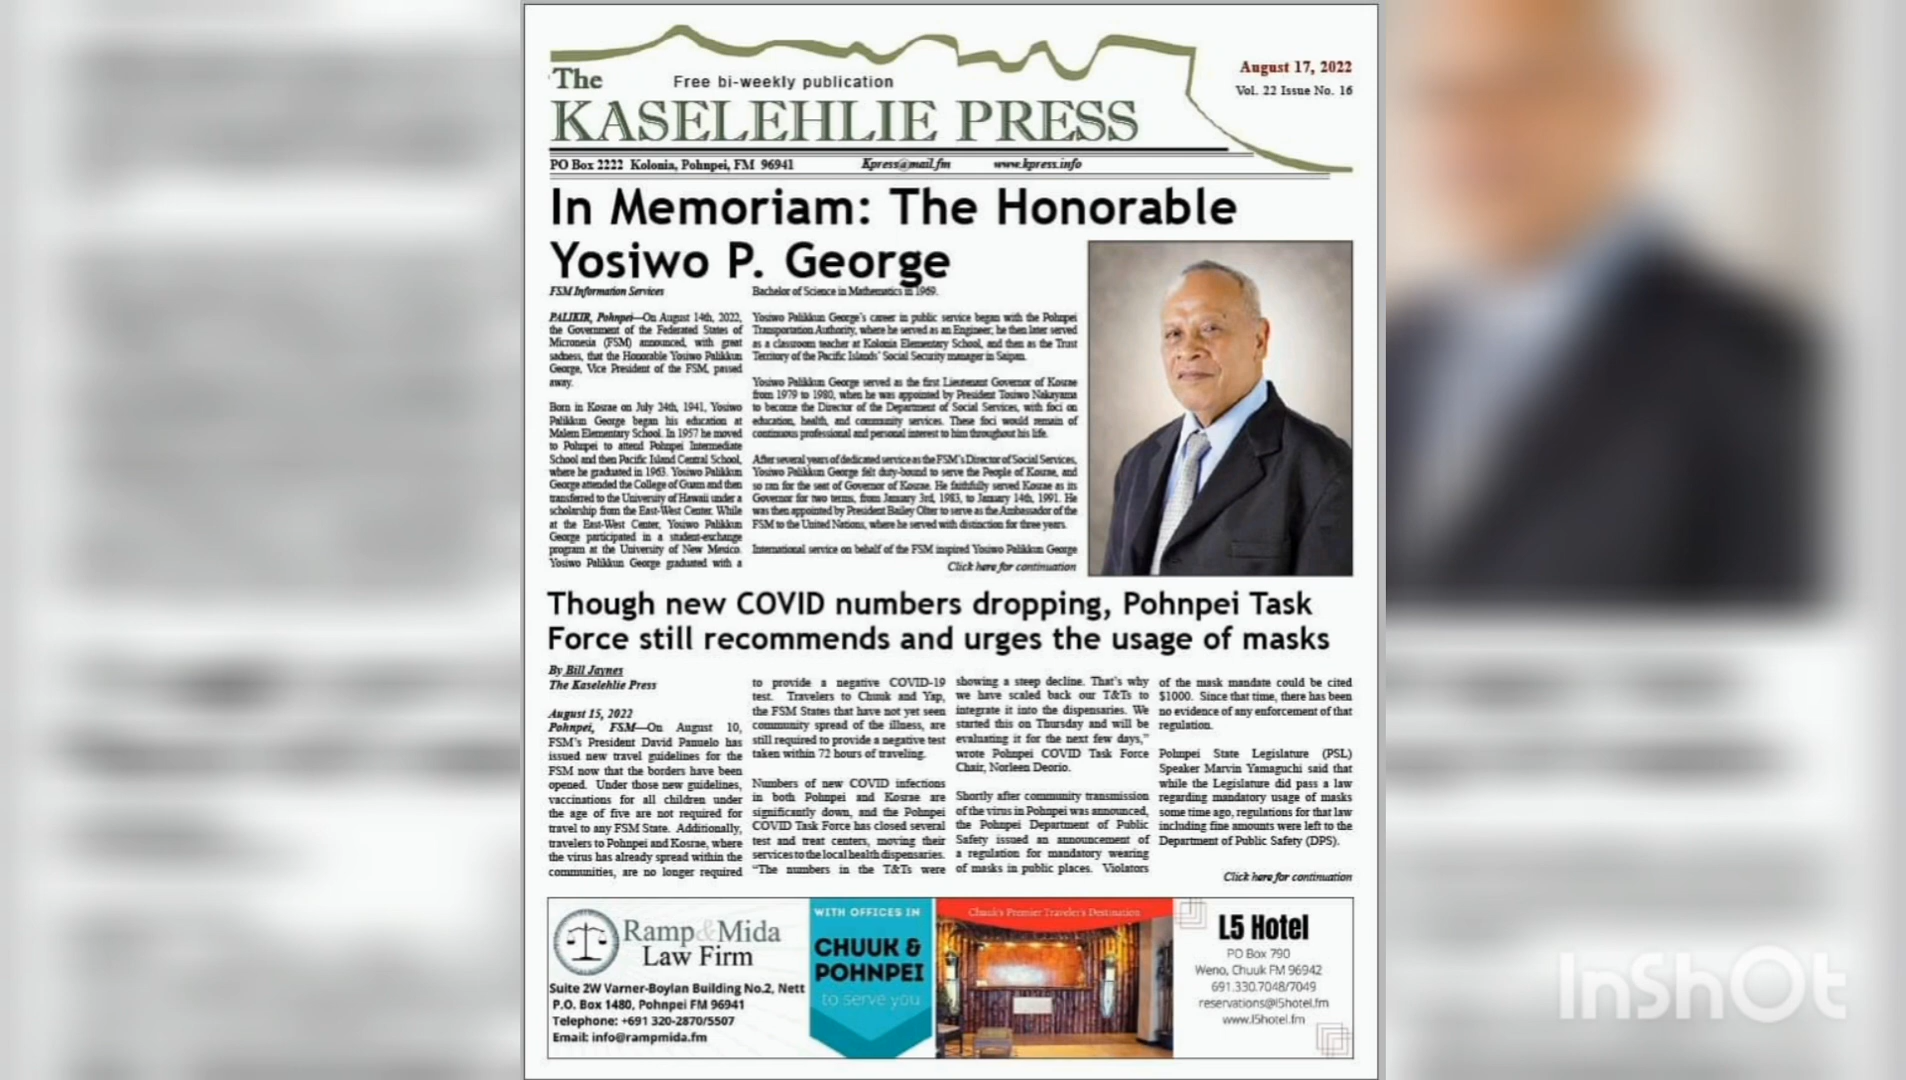 The
Free bi-weekly publication
KASELEHLIE PRESS
August 17, 2022
Vol. 22 Issue No. 16
PO Box 2222 Kolonia, Pohnpei, FM 96941
Kpress@mail.fm
www.kpress.info
In Memoriam: The Honorable
Yosiwo P. George
FSM Information Services
PALIKIR, Pohnpei—On August 14th, 2022,
the Government of the Federated States of
Micronesia (FSM) announced, with great
sadness, that the Honorable Yosiwo Palikkun
George, Vice President of the FSM, passed
away.
Born in Kosrae on July 24th, 1941, Yosiwo
Palikkun George began his education at
Malem Elementary School. In 1957 he moved
to Pohnpei to attend Pohnpei Intermediate
School and then Pacific Island Central School,
where he graduated in 1963. Yosiwo Palikkun
George attended the College of Guam and then
transferred to the University of Hawaii under a
scholarship from the East-West Center. While
at the East-West Center, Yosiwo Palikkun
George participated in a student-exchange
program at the University of New Mexico.
Yosiwo Palikkun George graduated with a
Bachelor of Science in Mathematics in 1969.
Yosiwo Palikkun George's career in public service began with the Pohnpei
Transportation Authority, where he served as an Engineer; he then later served
as a classroom teacher at Kolonia Elementary School, and then as the Trust
Territory of the Pacific Islands' Social Security manager in Saipan.
Yosiwo Palikkun George served as the first Lieutenant Governor of Kosrae
from 1979 to 1980, when he was appointed by President Tosiwo Nakayama
to become the Director of the Department of Social Services, with foci on
education, health, and community services. These foci would remain of
continuous professional and personal interest to him throughout his life.
After several years of dedicated service as the FSM's Director of Social Services,
Yosiwo Palikkun George felt duty-bound to serve the People of Kosrae, and
so ran for the seat of Governor of Kosrae. He faithfully served Kosrae as its
Governor for two terms, from January 3rd, 1983, to January 14th, 1991. He
was then appointed by President Bailey Olter to serve as the Ambassador of the
FSM to the United Nations, where he served with distinction for three years.
International service on behalf of the FSM inspired Yosiwo Palikkun George
Click here for continuation
Though new COVID numbers dropping, Pohnpei Task
Force still recommends and urges the usage of masks
By Bill Jaynes
The Kaselehlie Press
August 15, 2022
Pohnpei, FSM—On August 10,
FSM's President David Panuelo has
issued new travel guidelines for the
FSM now that the borders have been
opened. Under those new guidelines,
vaccinations for all children under
the age of five are not required for
travel to any FSM State. Additionally,
travelers to Pohnpei and Kosrae, where
the virus has already spread within the
communities, are no longer required
to provide a negative COVID-19
test. Travelers to Chuuk and Yap,
the FSM States that have not yet seen
community spread of the illness, are
still required to provide a negative test
taken within 72 hours of traveling.
Numbers of new COVID infections
in both Pohnpei and Kosrae are
significantly down, and the Pohnpei
COVID Task Force has closed several
test and treat centers, moving their
services to the local health dispensaries.
"The numbers in the T&Ts were
showing a steep decline. That's why
we have scaled back our T&Ts to
integrate it into the dispensaries. We
started this on Thursday and will be
evaluating it for the next few days,"
wrote Pohnpei COVID Task Force
Chair, Norleen Deorio.
Shortly after community transmission
of the virus in Pohnpei was announced,
the Pohnpei Department of Public
Safety issued an announcement of
a regulation for mandatory wearing
of masks in public places. Violators
of the mask mandate could be cited
$1000. Since that time, there has been
no evidence of any enforcement of that
regulation.
Pohnpei State Legislature (PSL)
Speaker Marvin Yamaguchi said that
while the Legislature did pass a law
regarding mandatory usage of masks
some time ago, regulations for that law
including fine amounts were left to the
Department of Public Safety (DPS).
Click here for continuation
Ramp&Mida
Law Firm
Suite 2W Varner-Boylan Building No.2, Nett
P.O. Box 1480, Pohnpei FM 96941
Telephone: +691 320-2870/5507
Email: info@rampmida.fm
WITH OFFICES IN
CHUUK &
POHNPEI
to serve you
Chuuk's Premier Traveler's Destination
L5 Hotel
PO Box 790
Weno, Chuuk FM 96942
691.330.7048/7049
reservations@l5hotel.fm
www.l5hotel.fm
InShOt